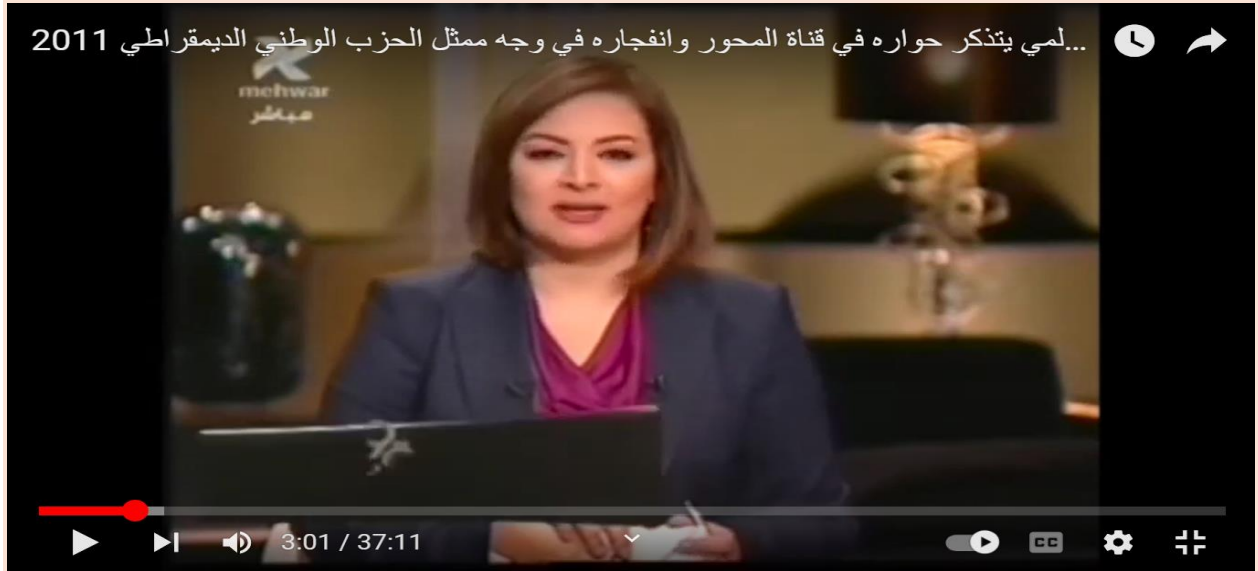 ...لمي يتذكر حواره في قناة المحور وانفجاره في وجه ممثل الحزب الوطني الديمقراطي 2011
mehwar
مباشر
3:01 / 37:11
CC